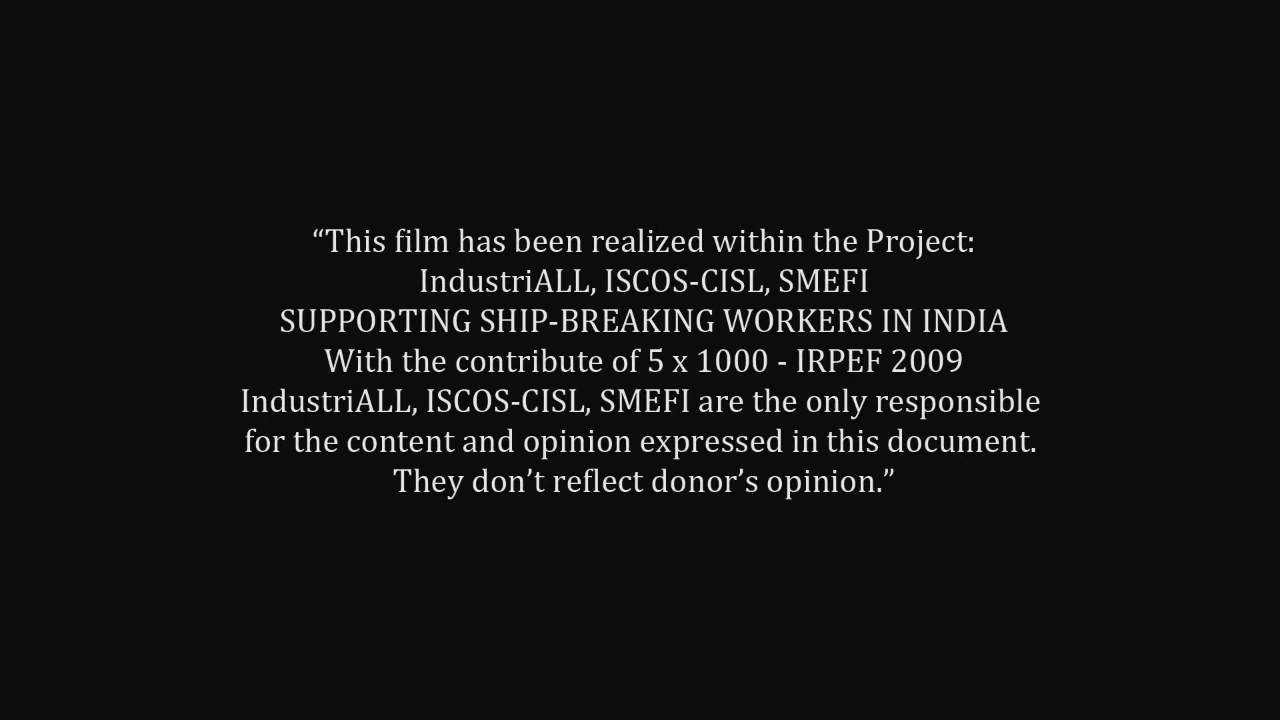 “This film has been realized within the Project:
IndustriALL, ISCOS-CISL, SMEFI
SUPPORTING SHIP-BREAKING WORKERS IN INDIA
With the contribute of 5 x 1000 - IRPEF 2009
IndustriALL, ISCOS-CISL, SMEFI are the only responsible
for the content and opinion expressed in this document.
They don’t reflect donor’s opinion.”